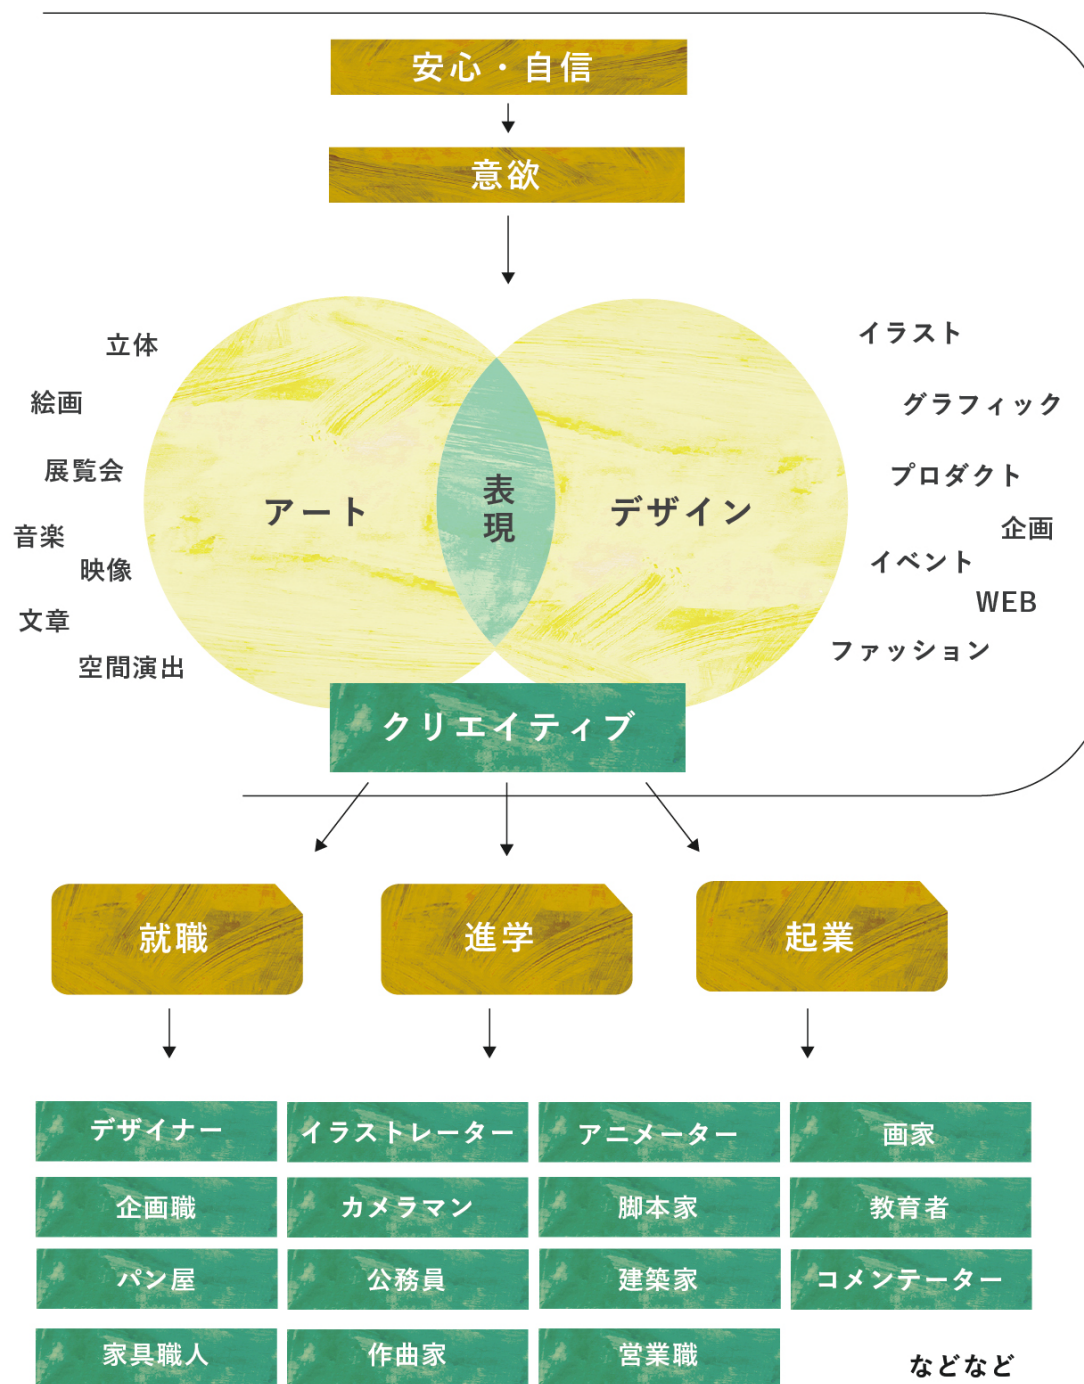 安心・自信
意欲
立体
絵画
展覧会
音楽
映像
文章
空間演出
アート
表現
デザイン
イラスト
グラフィック
プロダクト
企画
イベント
WEB
ファッション
クリエイティブ
就職
進学
起業
デザイナー
イラストレーター
アニメーター
画家
企画職
カメラマン
脚本家
教育者
パン屋
公務員
建築家
コメンテーター
家具職人
作曲家
営業職
などなど